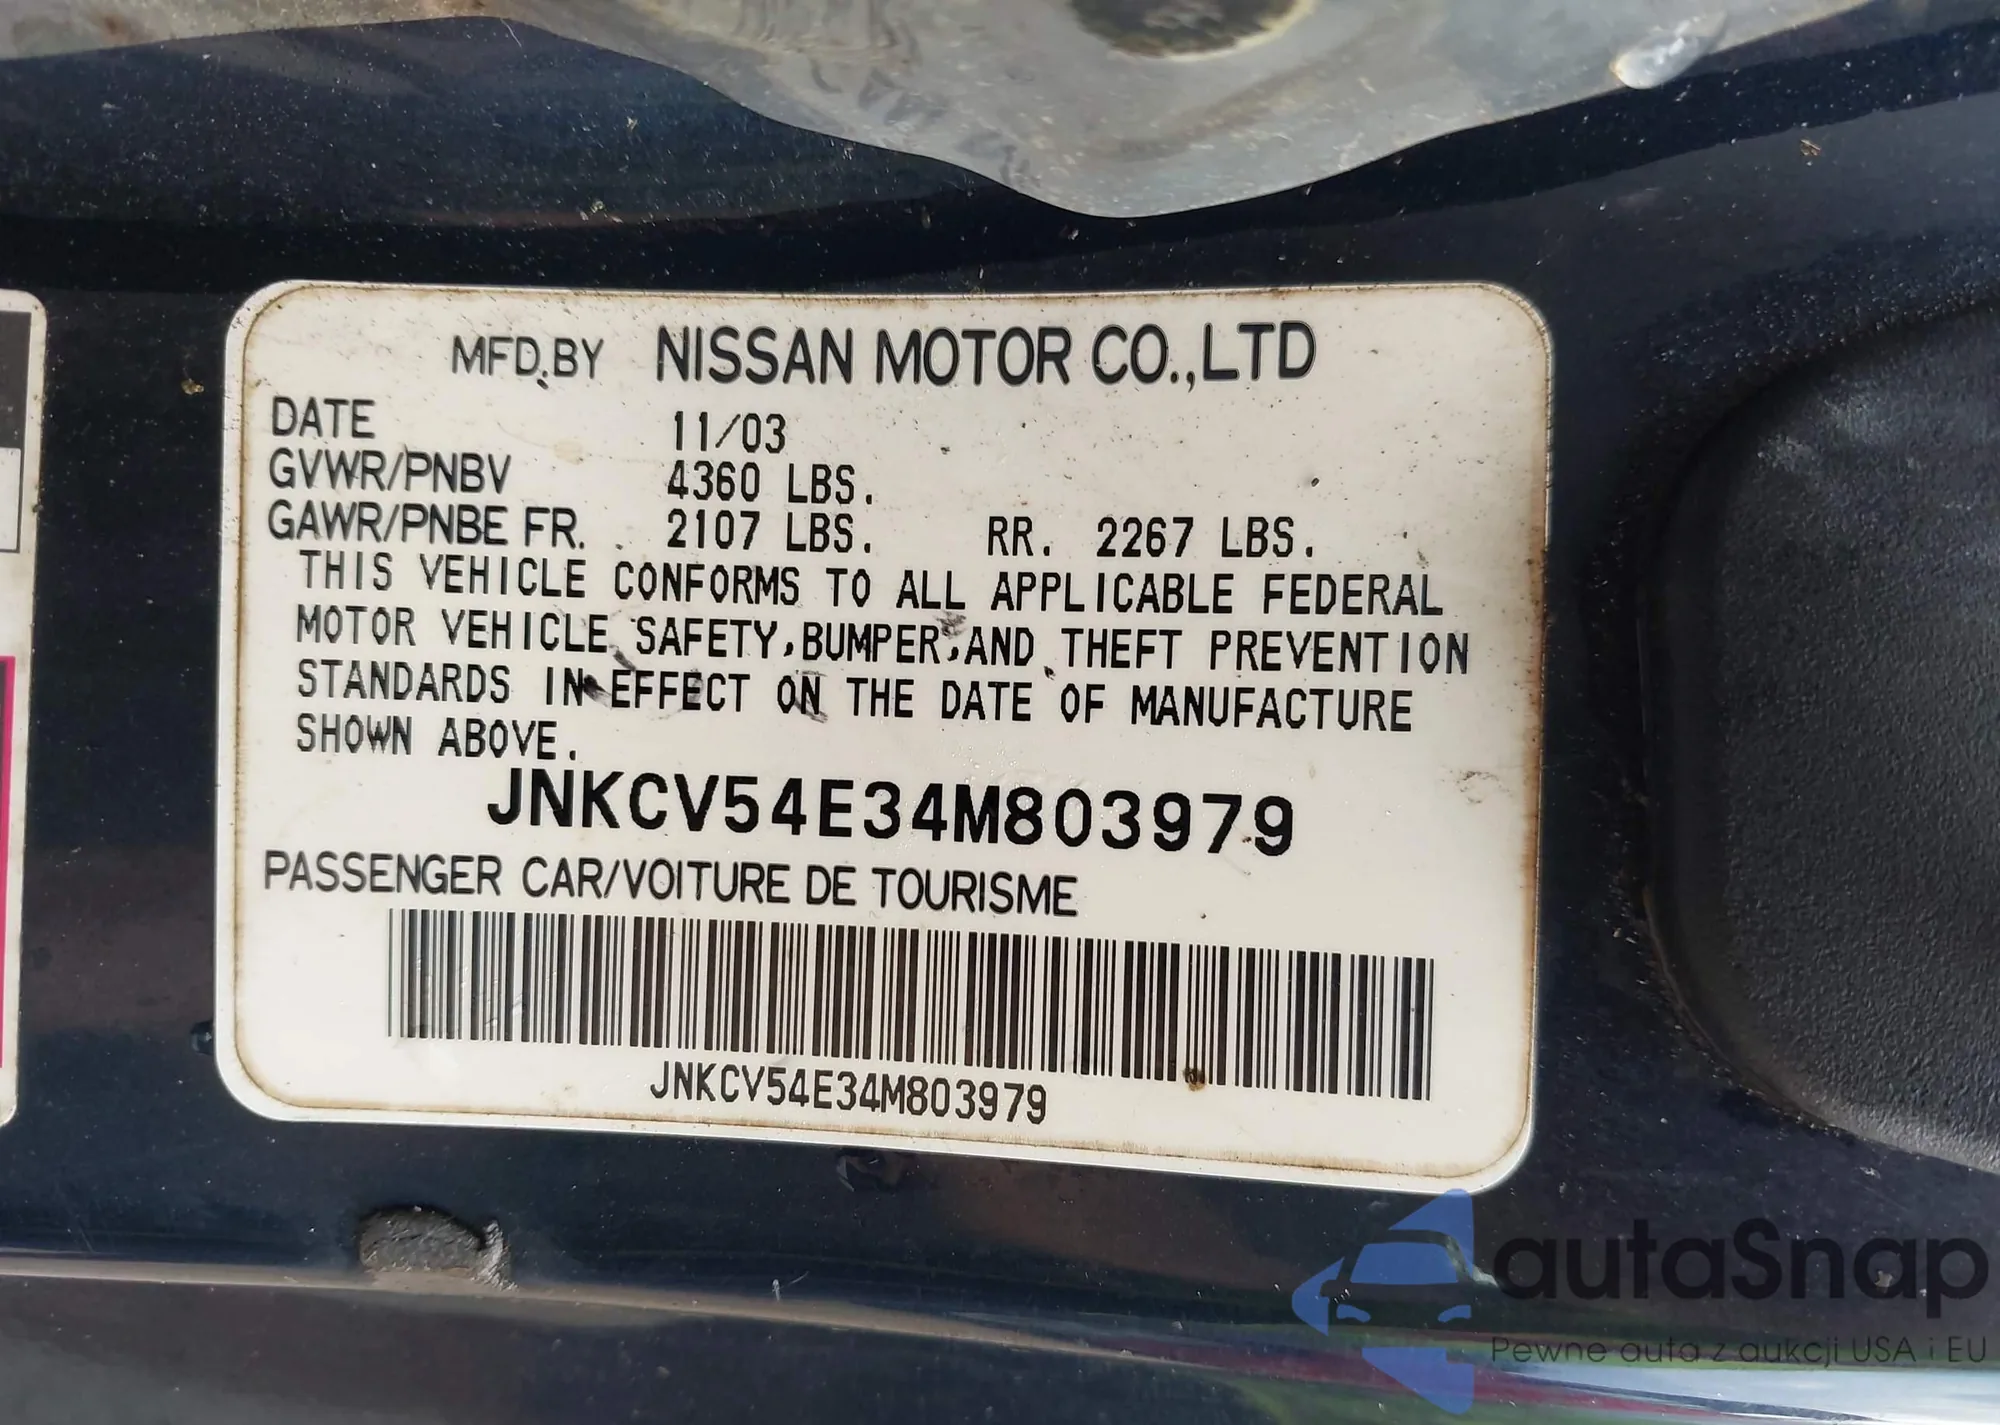 MFD.BY NISSAN MOTOR CO.,LTD
DATE 11/03
GVWR/PNBV 4360 LBS.
GAWR/PNBE FR. 2107 LBS. RR. 2267 LBS.
THIS VEHICLE CONFORMS TO ALL APPLICABLE FEDERAL
MOTOR VEHICLE SAFETY,BUMPER,AND THEFT PREVENTION
STANDARDS IN EFFECT ON THE DATE OF MANUFACTURE
SHOWN ABOVE.
JNKCV54E34M803979
PASSENGER CAR/VOITURE DE TOURISME
JNKCV54E34M803979
autaSnap
Pewne auta z aukcji USA i EU